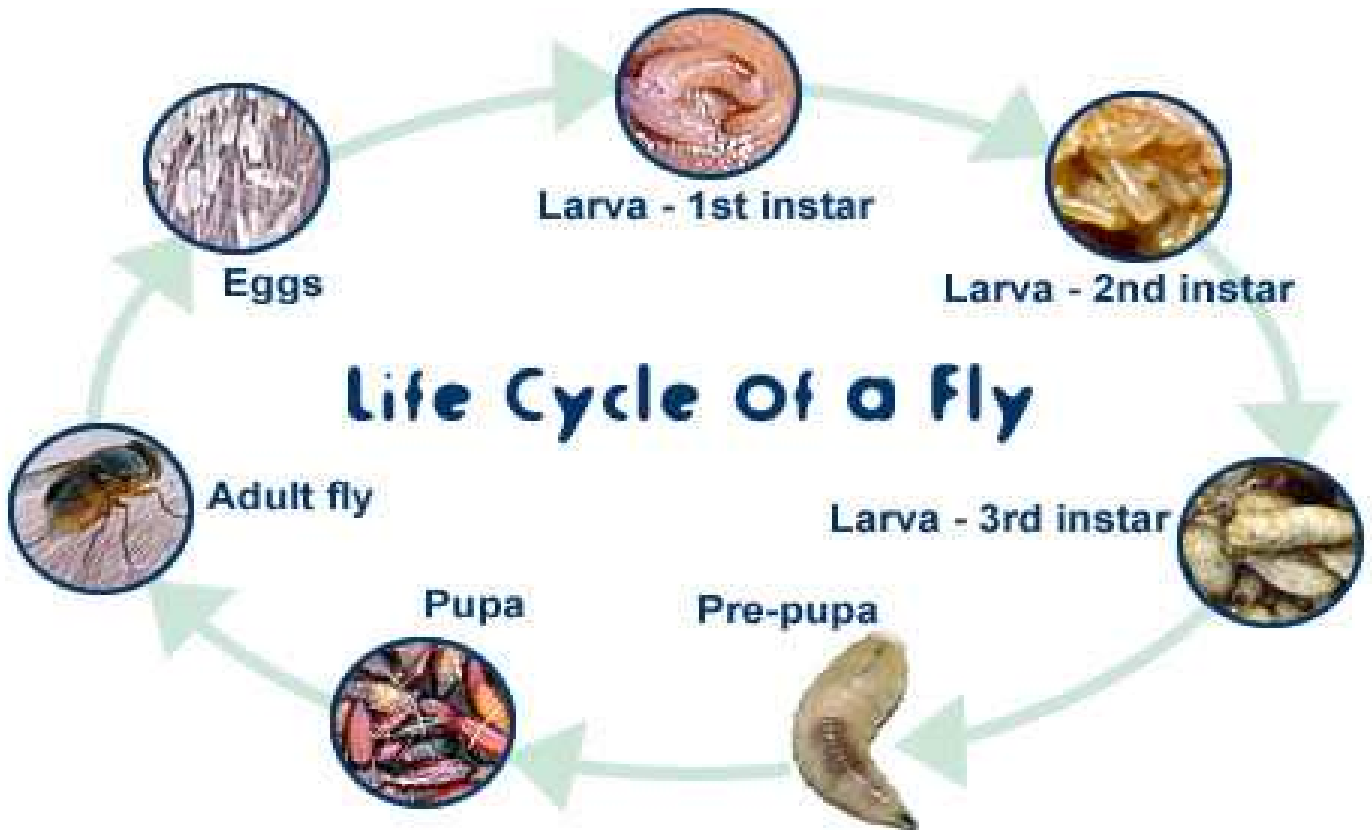 Larva - 1st instar
Eggs
Larva - 2nd instar
Life Cycle Of a Fly
Adult fly
Larva - 3rd instar
Pupa
Pre-pupa